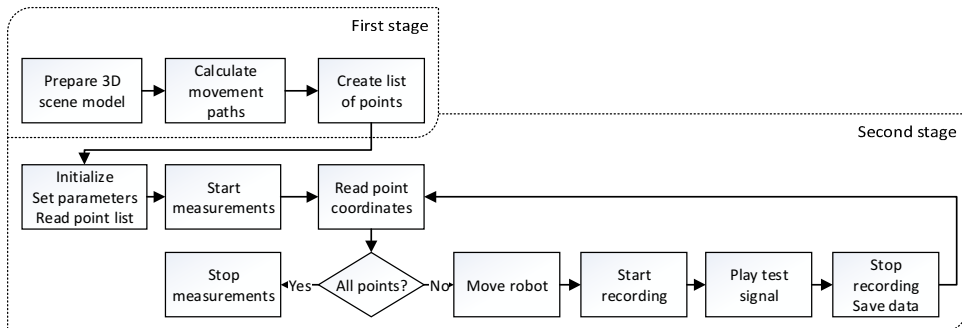 First stage
Prepare 3D
scene model
Calculate
movement
paths
Create list
of points
Second stage
Initialize
Set parameters
Read point list
Start
measurements
Read point
coordinates
Stop
measurements
Yes
All points?
No
Move robot
Start
recording
Play test
signal
Stop
recording
Save data